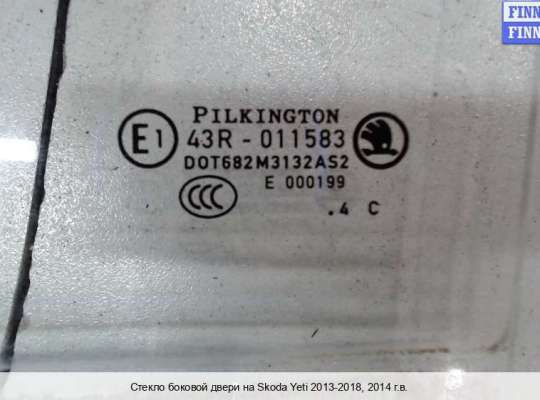 FINN
FINN
PILKINGTON
E1 43R - 011583
DOT682M3132AS2
CCC E 000199
.4 C
Стекло боковой двери на Skoda Yeti 2013-2018, 2014 г.в.